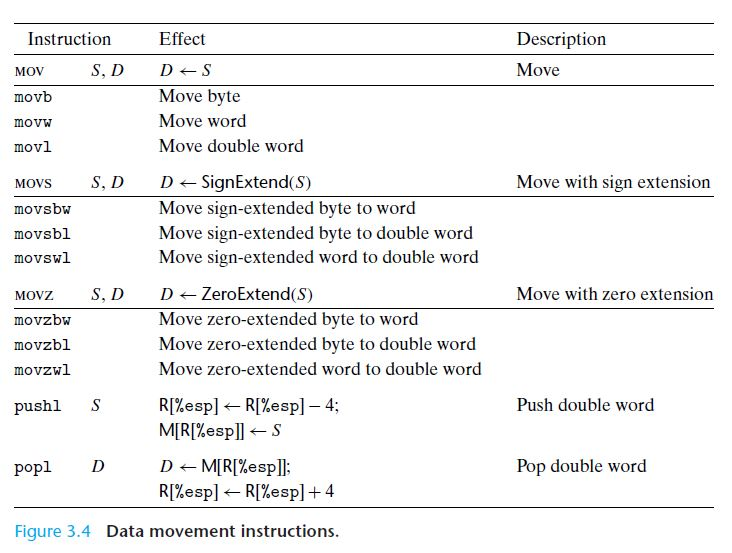 Instruction Effect Description
MOV S, D D ← S Move
movb Move byte
movw Move word
movl Move double word
MOVS S, D D ← SignExtend(S) Move with sign extension
movsbw Move sign-extended byte to word
movsbl Move sign-extended byte to double word
movswl Move sign-extended word to double word
MOVZ S, D D ← ZeroExtend(S) Move with zero extension
movzbw Move zero-extended byte to word
movzbl Move zero-extended byte to double word
movzwl Move zero-extended word to double word
pushl S R[%esp] ← R[%esp] − 4; Push double word
M[R[%esp]] ← S
popl D D ← M[R[%esp]]; Pop double word
R[%esp] ← R[%esp] + 4
Figure 3.4 Data movement instructions.